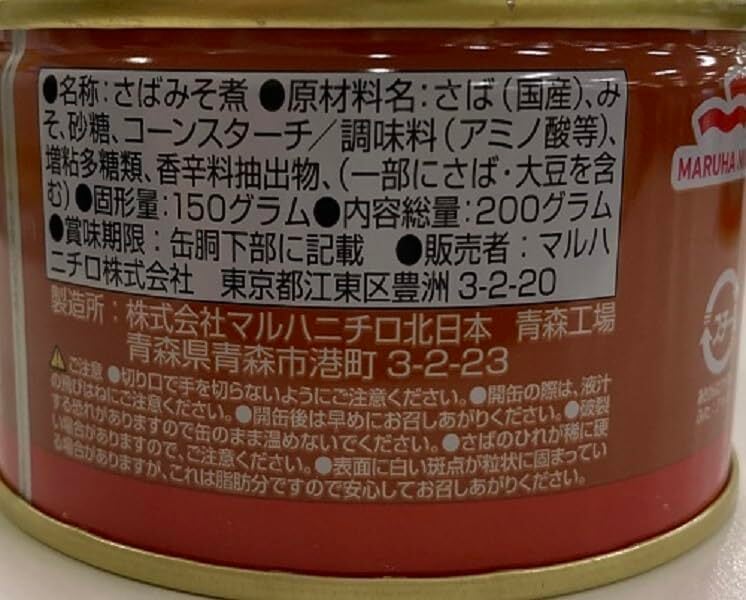 ●名称:さばみそ煮 ●原材料名:さば(国産)、み
そ、砂糖、コーンスターチ/調味料(アミノ酸等)、
増粘多糖類、香辛料抽出物、(一部にさば・大豆を含
む)●固形量:150グラム●内容総量:200グラム
●賞味期限:缶胴下部に記載 ●販売者:マルハ
ニチロ株式会社 東京都江東区豊洲 3-2-20
製造所:株式会社マルハニチロ北日本 青森工場
青森県青森市港町 3-2-23
ご注意 ●切り口で手を切らないようにご注意ください。●開缶の際は、液汁
の飛びはねにご注意ください。●開缶後は早めにお召しあがりください。●破裂
する恐れがありますので缶のまま温めないでください。●さばのひれが稀に硬
い場合がありますので、ご注意ください。●表面に白い斑点が粒状に固まってい
る場合がありますが、これは脂肪分ですので安心してお召しあがりください。
MARUHA